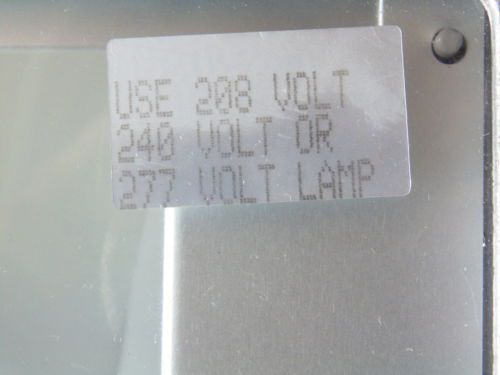 USE 208 VOLT
240 VOLT OR
277 VOLT LAMP